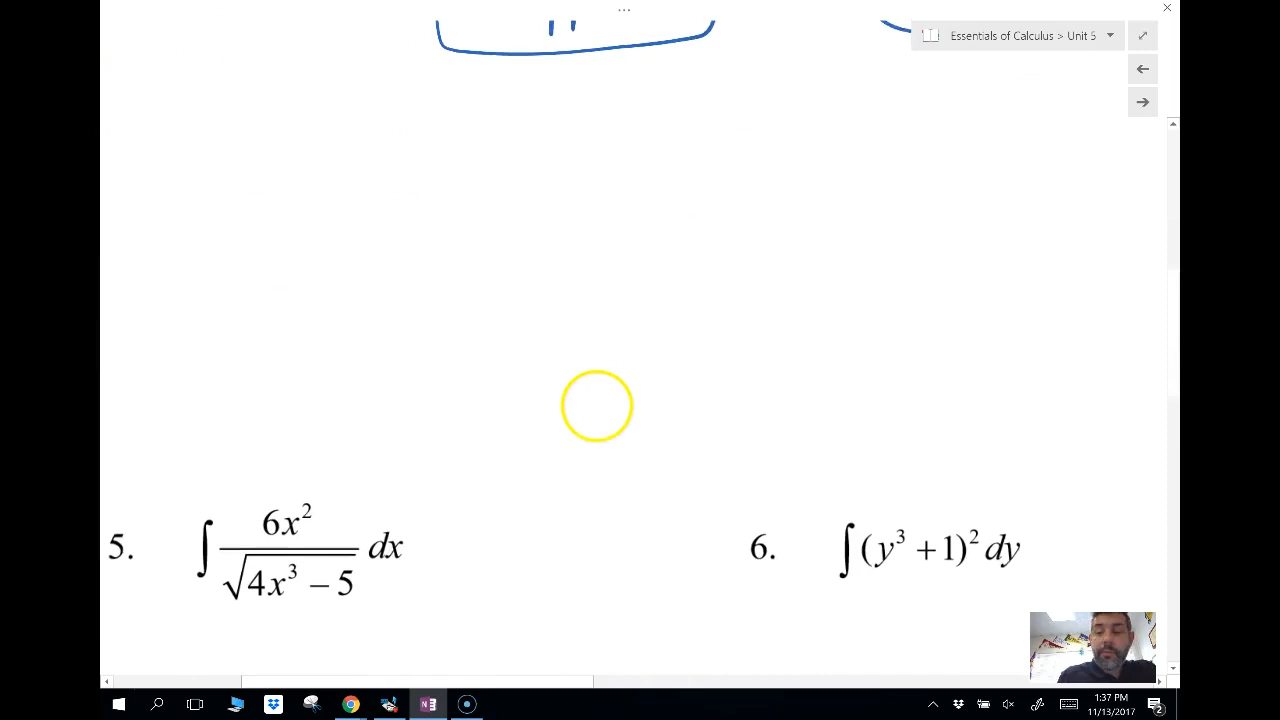 Essentials of Calculus > Unit 5
5. ∫ 6x² / √(4x³ − 5) dx
6. ∫ (y³ + 1)² dy
1:37 PM
11/13/2017
2